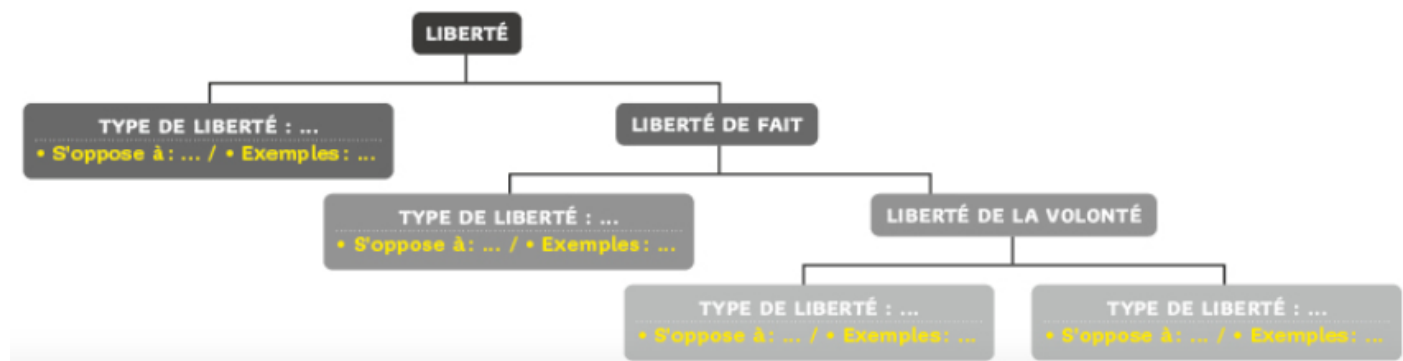 LIBERTÉ
TYPE DE LIBERTÉ : ...
• S'oppose à : ... / • Exemples : ...
LIBERTÉ DE FAIT
TYPE DE LIBERTÉ : ...
• S'oppose à : ... / • Exemples : ...
LIBERTÉ DE LA VOLONTÉ
TYPE DE LIBERTÉ : ...
• S'oppose à : ... / • Exemples : ...
TYPE DE LIBERTÉ : ...
• S'oppose à : ... / • Exemples : ...